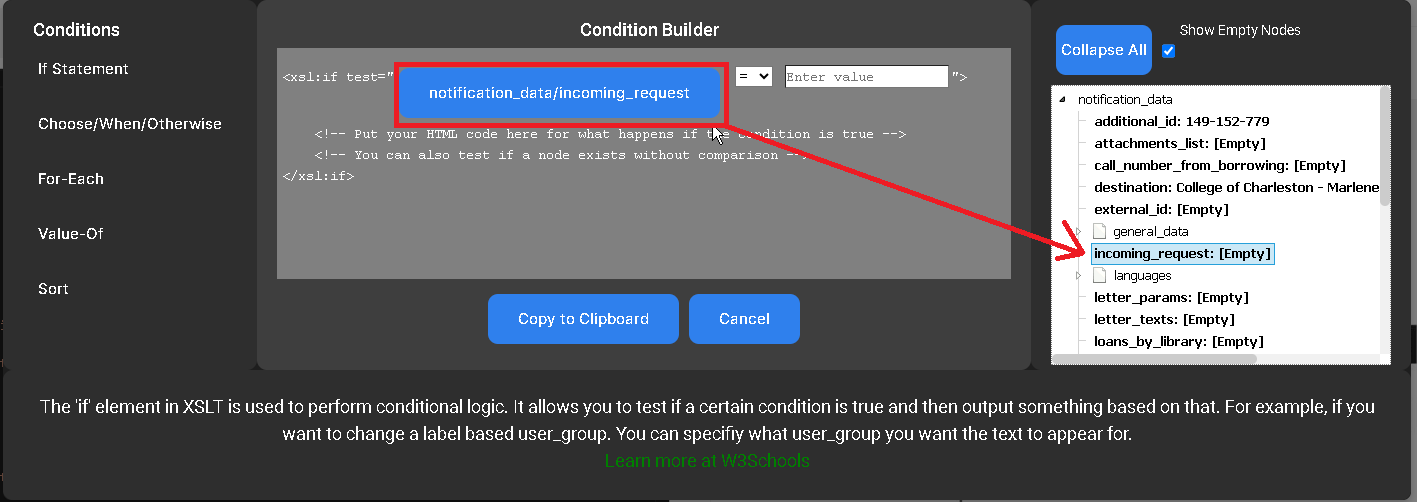 Conditions
If Statement
Choose/When/Otherwise
For-Each
Value-Of
Sort
Condition Builder
<xsl:if test=" notification_data/incoming_request = Enter value ">
<!-- Put your HTML code here for what happens if the condition is true -->
<!-- You can also test if a node exists without comparison -->
</xsl:if>
Copy to Clipboard
Cancel
Collapse All
Show Empty Nodes
notification_data
additional_id: 149-152-779
attachments_list: [Empty]
call_number_from_borrowing: [Empty]
destination: College of Charleston - Marlene
external_id: [Empty]
general_data
incoming_request: [Empty]
languages
letter_params: [Empty]
letter_texts: [Empty]
loans_by_library: [Empty]
The 'if' element in XSLT is used to perform conditional logic. It allows you to test if a certain condition is true and then output something based on that. For example, if you
want to change a label based user_group. You can specifiy what user_group you want the text to appear for.
Learn more at W3Schools